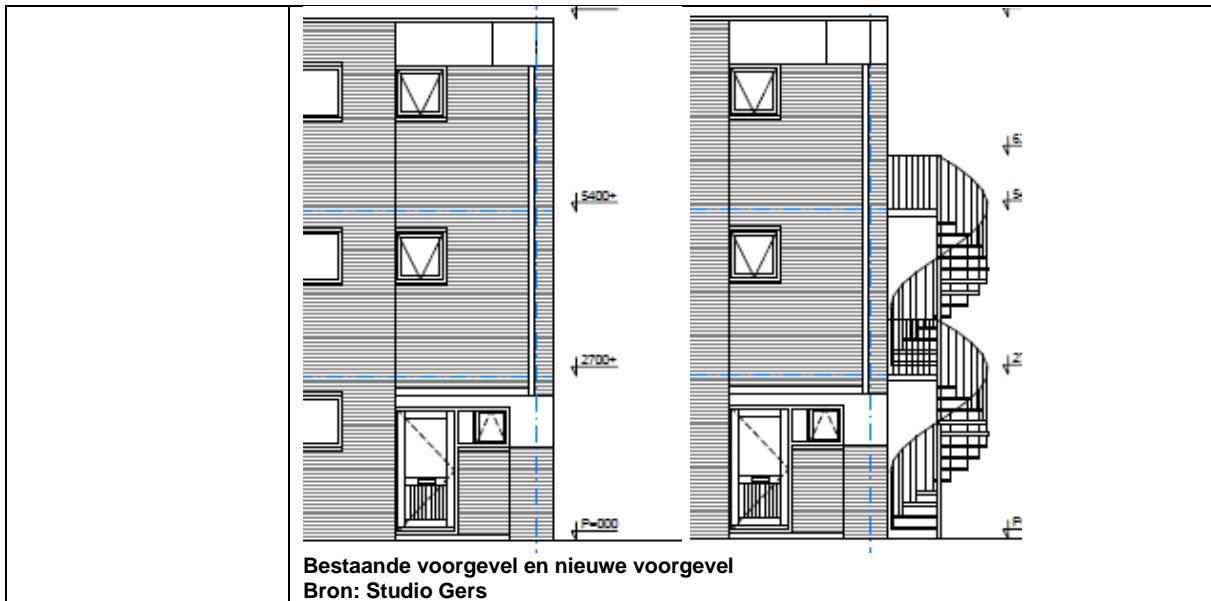 5400+
2700+
P=000
Bestaande voorgevel en nieuwe voorgevel
Bron: Studio Gers